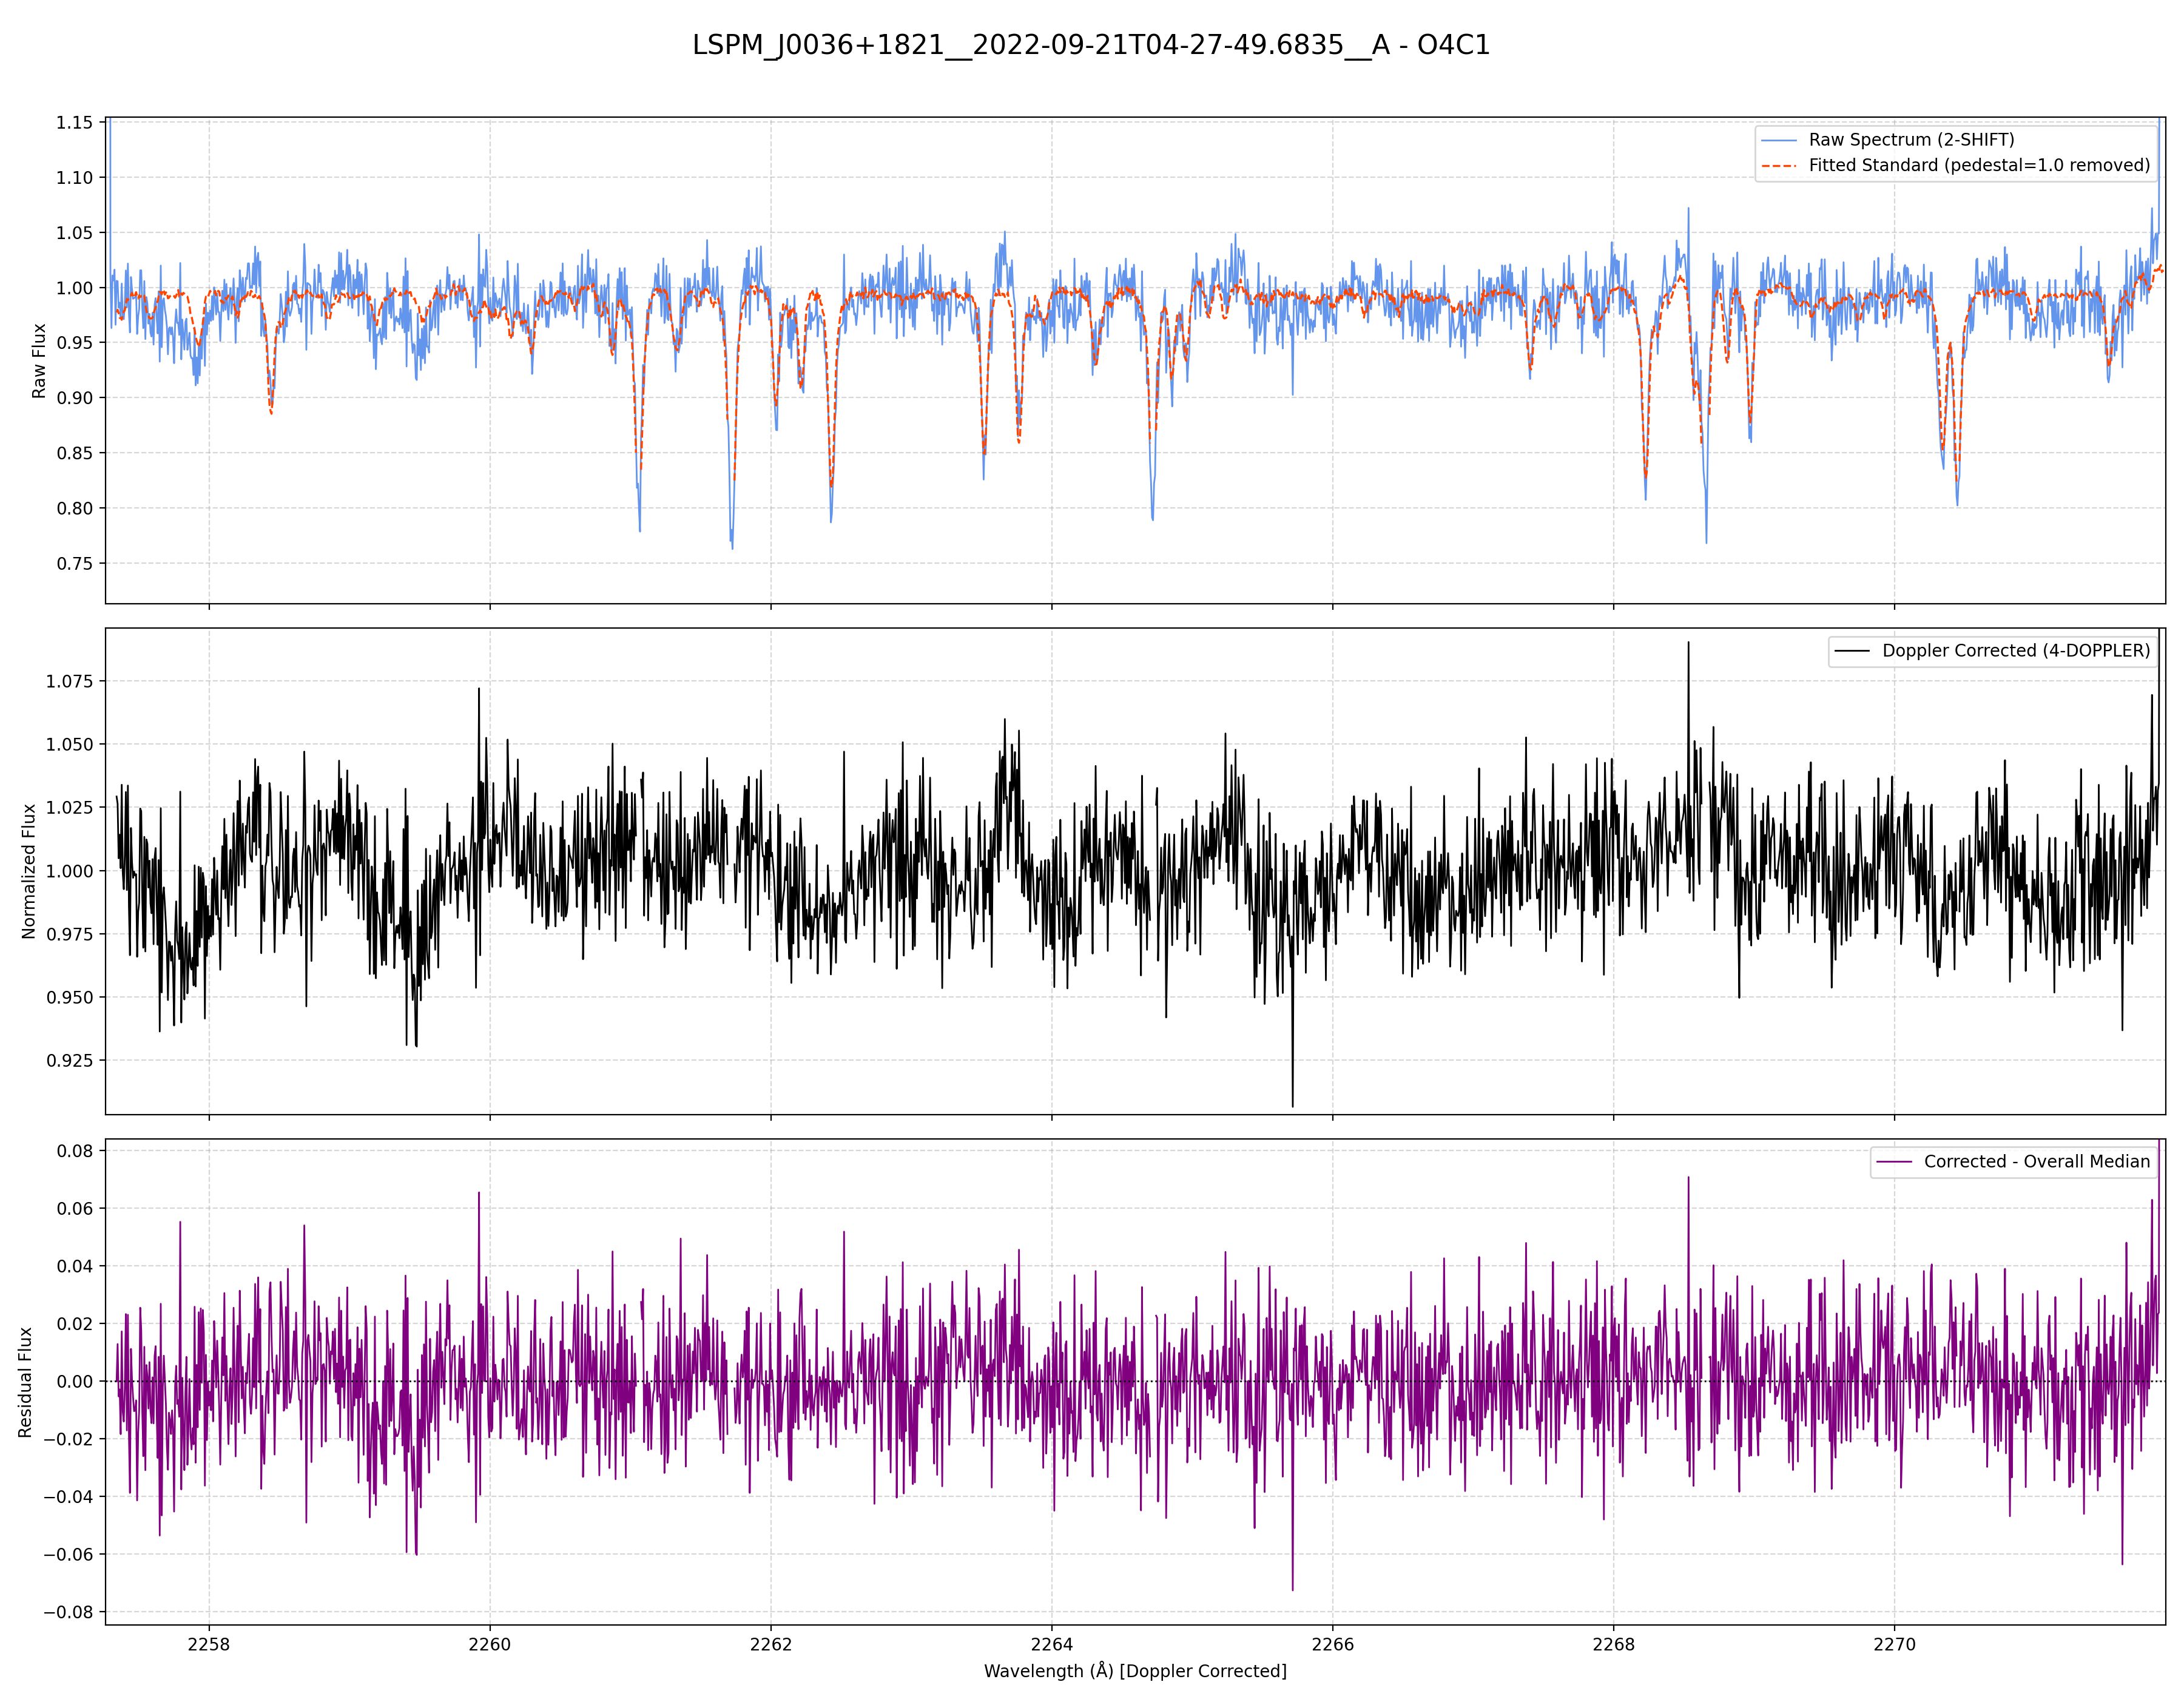 LSPM_J0036+1821__2022-09-21T04-27-49.6835__A - O4C1
Raw Flux
1.15
1.10
1.05
1.00
0.95
0.90
0.85
0.80
0.75
Raw Spectrum (2-SHIFT)
Fitted Standard (pedestal=1.0 removed)
Normalized Flux
1.075
1.050
1.025
1.000
0.975
0.950
0.925
Doppler Corrected (4-DOPPLER)
Residual Flux
0.08
0.06
0.04
0.02
0.00
−0.02
−0.04
−0.06
−0.08
Corrected - Overall Median
2258 2260 2262 2264 2266 2268 2270
Wavelength (Å) [Doppler Corrected]